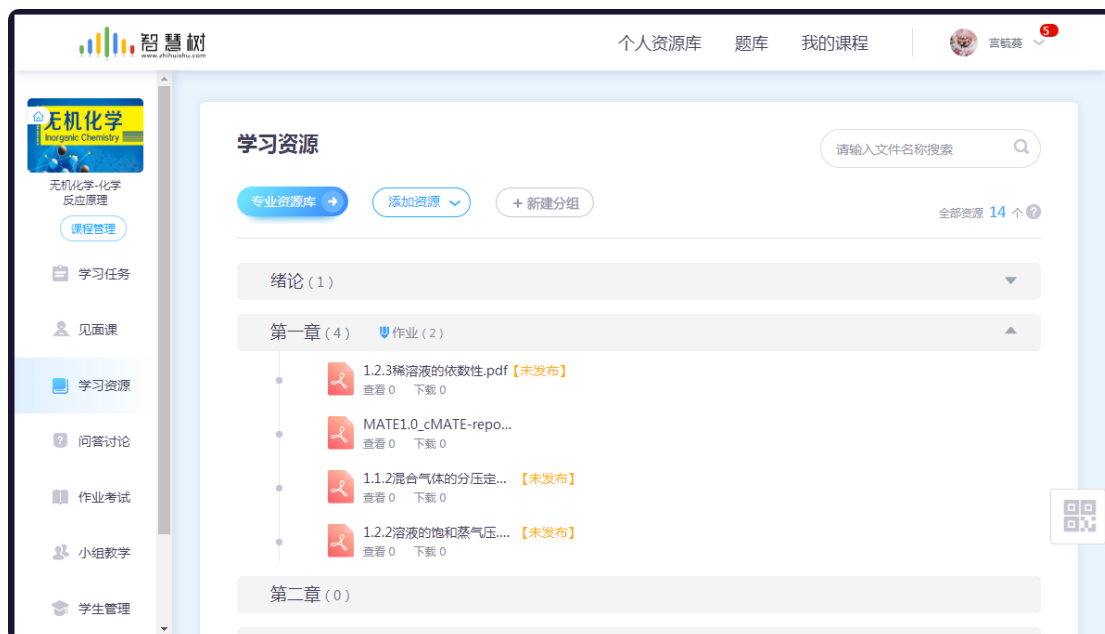 智慧树
www.zhihuishu.com
个人资源库
题库
我的课程
宫毓葵
5
无机化学
Inorganic Chemistry
无机化学-化学
反应原理
课程管理
学习任务
见面课
学习资源
问答讨论
作业考试
小组教学
学生管理
学习资源
请输入文件名称搜索
专业资源库
添加资源
+ 新建分组
全部资源 14 个 ?
绪论 ( 1 )
第一章 ( 4 ) 作业 ( 2 )
1.2.3稀溶液的依数性.pdf【未发布】
查看 0 下载 0
MATE1.0_cMATE-repo...
查看 0 下载 0
1.1.2混合气体的分压定... 【未发布】
查看 0 下载 0
1.2.2溶液的饱和蒸气压.... 【未发布】
查看 0 下载 0
第二章 ( 0 )